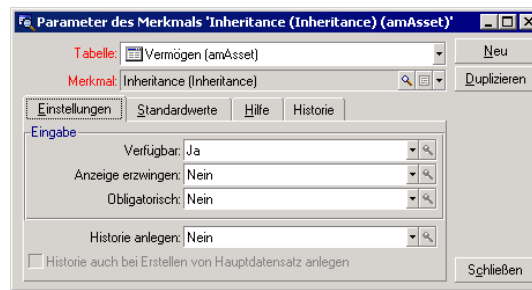 Parameter des Merkmals 'Inheritance (Inheritance) (amAsset)'
Tabelle: Vermögen (amAsset)
Neu
Merkmal: Inheritance (Inheritance)
Duplizieren
Einstellungen Standardwerte Hilfe Historie
Eingabe
Verfügbar: Ja
Anzeige erzwingen: Nein
Obligatorisch: Nein
Historie anlegen: Nein
Historie auch bei Erstellen von Hauptdatensatz anlegen
Schließen